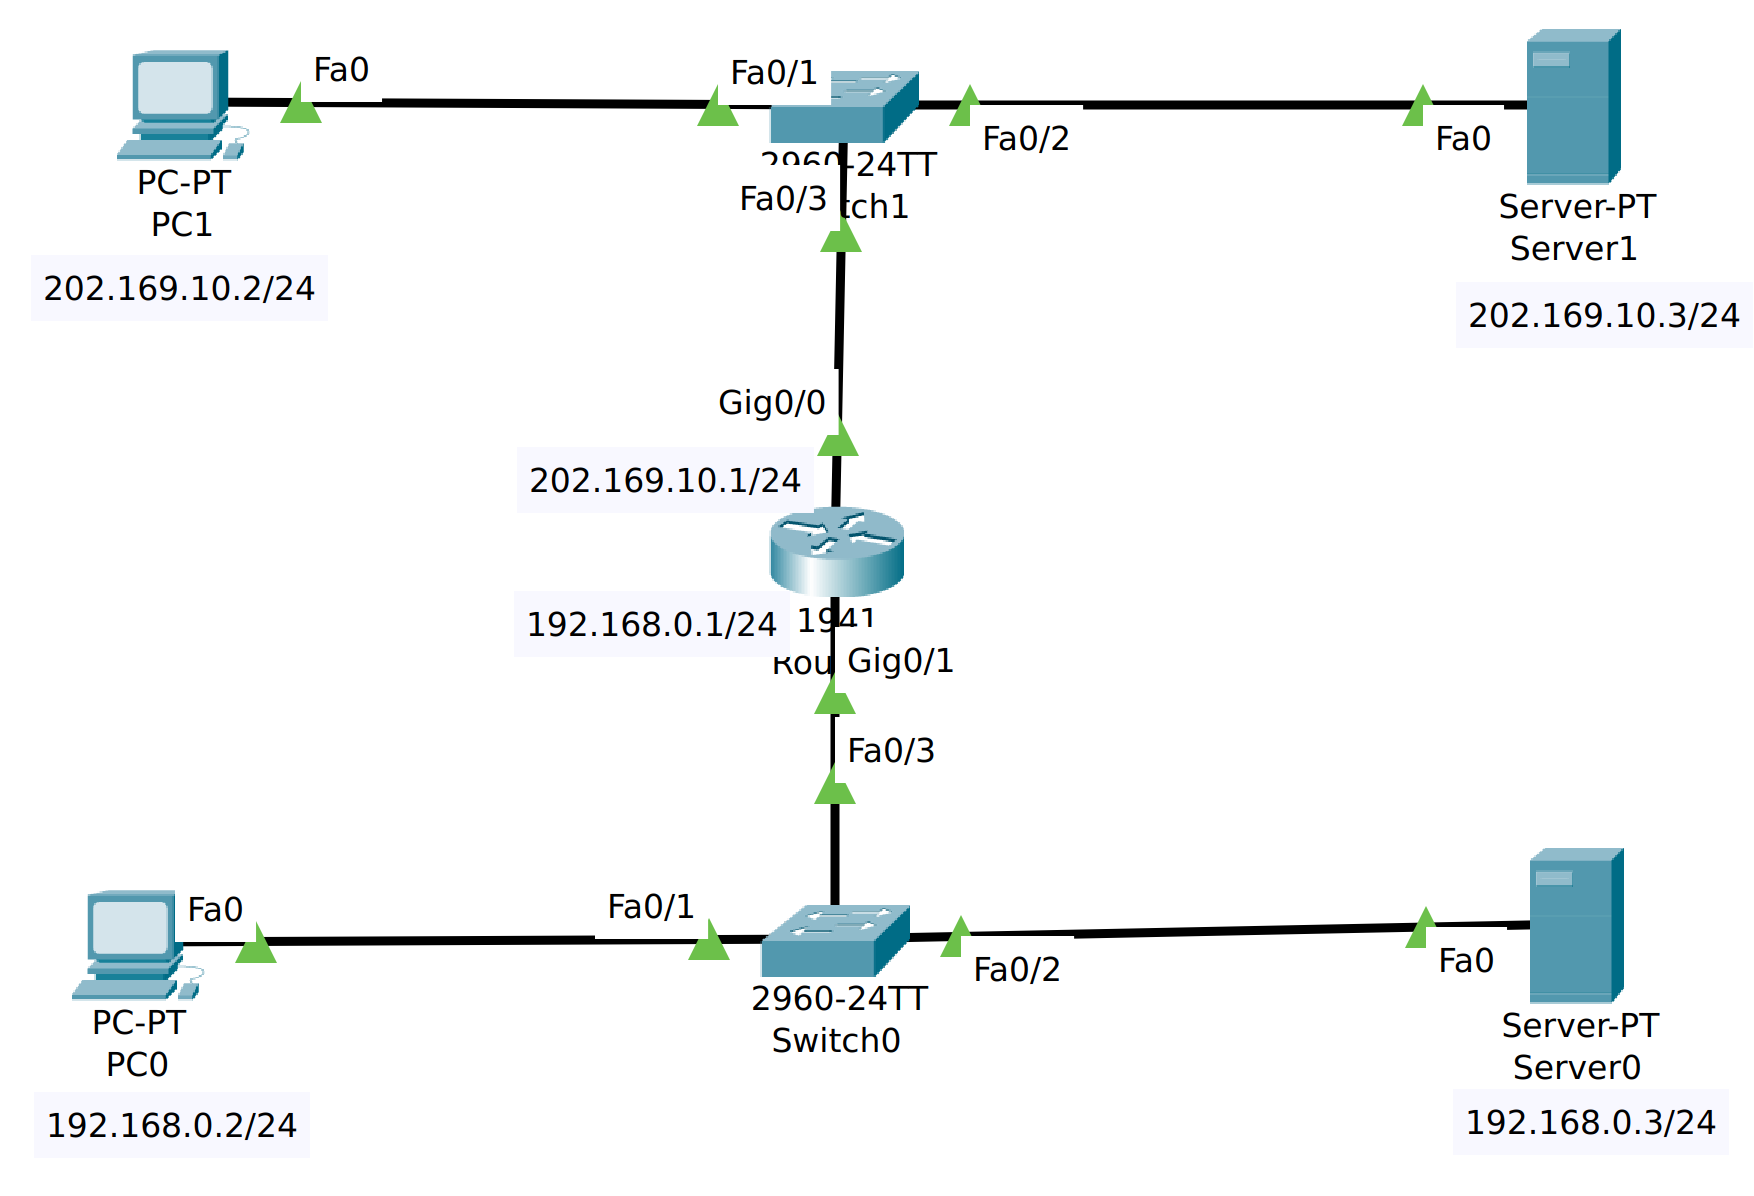 Fa0
Fa0/1
Fa0/2
Fa0
PC-PT
PC1
202.169.10.2/24
2960-24TT
Fa0/3
tch1
Server-PT
Server1
202.169.10.3/24
Gig0/0
202.169.10.1/24
192.168.0.1/24
1941
Rou
Gig0/1
Fa0/3
Fa0
Fa0/1
Fa0/2
Fa0
PC-PT
PC0
192.168.0.2/24
2960-24TT
Switch0
Server-PT
Server0
192.168.0.3/24